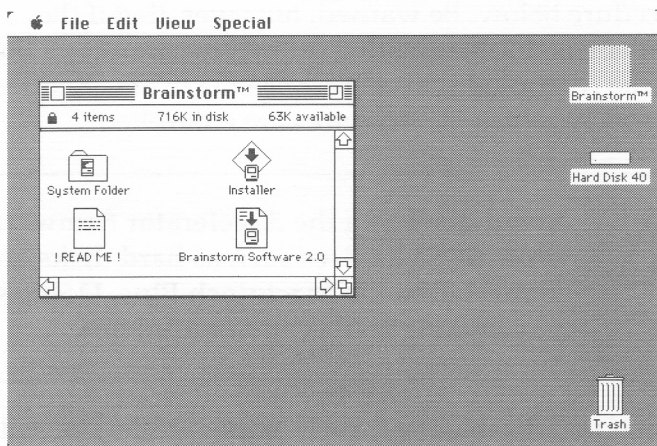 File Edit View Special
Brainstorm™
4 items 716K in disk 63K available
System Folder Installer
! READ ME ! Brainstorm Software 2.0
Brainstorm™
Hard Disk 40
Trash